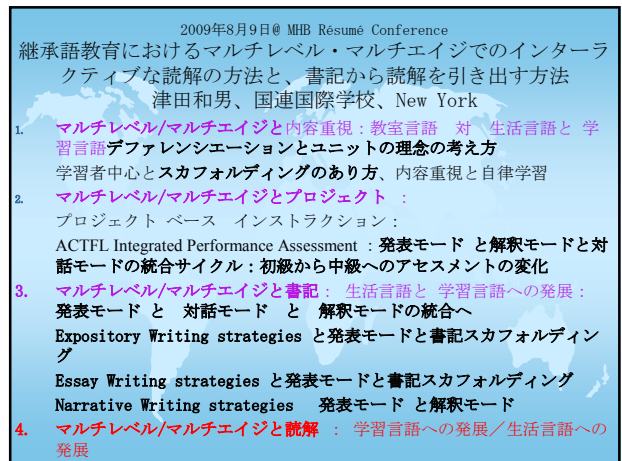 2009年8月9日@ MHB Résumé Conference
継承語教育におけるマルチレベル・マルチエイジでのインターラ
クティブな読解の方法と、書記から読解を引き出す方法
津田和男、国連国際学校、New York
1. マルチレベル/マルチエイジと内容重視：教室言語　対　生活言語と 学
習言語デファレンシエーションとユニットの理念の考え方
学習者中心とスカフォルディングのあり方、内容重視と自律学習
2. マルチレベル/マルチエイジとプロジェクト ：
プロジェクト ベース　インストラクション：
ACTFL Integrated Performance Assessment：発表モード と解釈モードと対
話モードの統合サイクル：初級から中級へのアセスメントの変化
3. マルチレベル/マルチエイジと書記： 生活言語と 学習言語への発展：
発表モード と　対話モード　と　解釈モードの統合へ
Expository Writing strategies と発表モードと書記スカフォルディン
グ
Essay Writing strategies と発表モードと書記スカフォルディング
Narrative Writing strategies　発表モード と解釈モード
4. マルチレベル/マルチエイジと読解 ： 学習言語への発展／生活言語への
発展